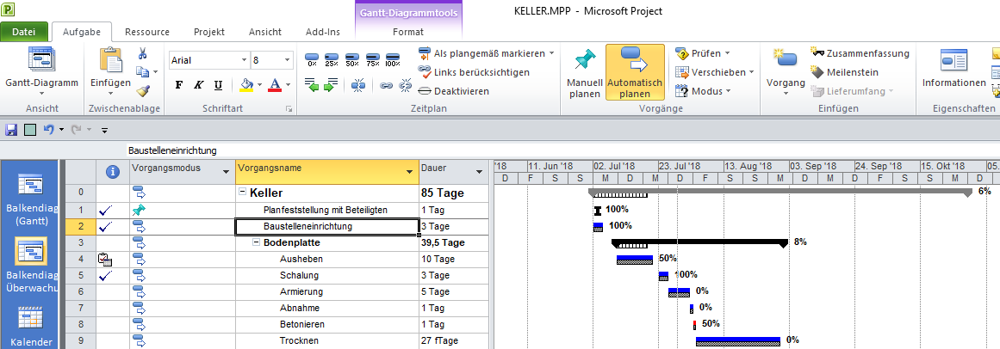 Gantt-Diagrammtools
KELLER.MPP - Microsoft Project
Datei Aufgabe Ressource Projekt Ansicht Add-Ins Format
Gantt-Diagramm
Ansicht
Einfügen
Zwischenablage
Arial 8
F K U
Schriftart
0% 25% 50% 75% 100%
Als plangemäß markieren
Links berücksichtigen
Deaktivieren
Zeitplan
Manuell planen
Automatisch planen
Prüfen
Verschieben
Modus
Vorgänge
Vorgang
Zusammenfassung
Meilenstein
Lieferumfang
Einfügen
Informationen
Eigenschaften
Baustelleneinrichtung
Vorgangsmodus Vorgangsname Dauer
'18 11. Jun '18 02. Jul '18 23. Jul '18 13. Aug '18 03. Sep '18 24. Sep '18 15. Okt '18 05.
D F S S M D M D F S S M D M D
Balkendiag (Gantt)
Balkendiag Überwachu
Kalender
0 Keller 85 Tage 6%
1 Planfeststellung mit Beteiligten 1 Tag 100%
2 Baustelleneinrichtung 3 Tage 100%
3 Bodenplatte 39,5 Tage 8%
4 Ausheben 10 Tage 50%
5 Schalung 3 Tage 100%
6 Armierung 5 Tage 0%
7 Abnahme 1 Tag 0%
8 Betonieren 1 Tag 50%
9 Trocknen 27 fTage 0%